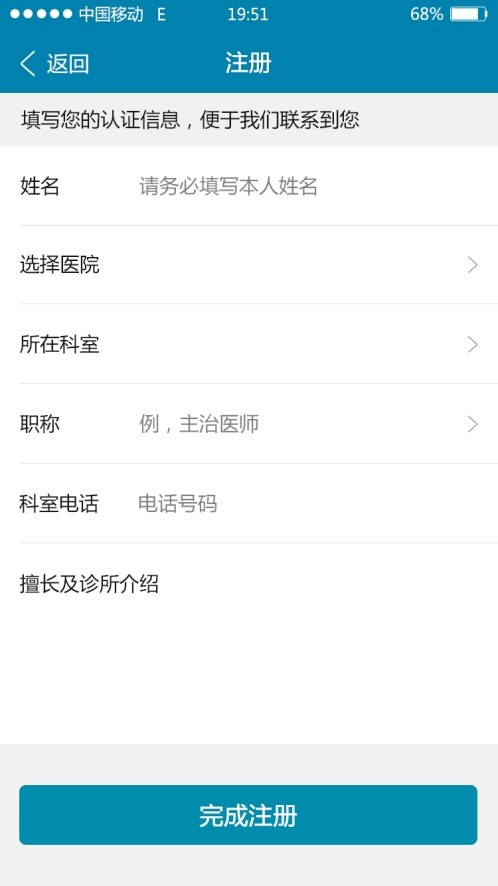 中国移动 E 19:51 68%
返回 注册
填写您的认证信息，便于我们联系到您
姓名 请务必填写本人姓名
选择医院
所在科室
职称 例，主治医师
科室电话 电话号码
擅长及诊所介绍
完成注册